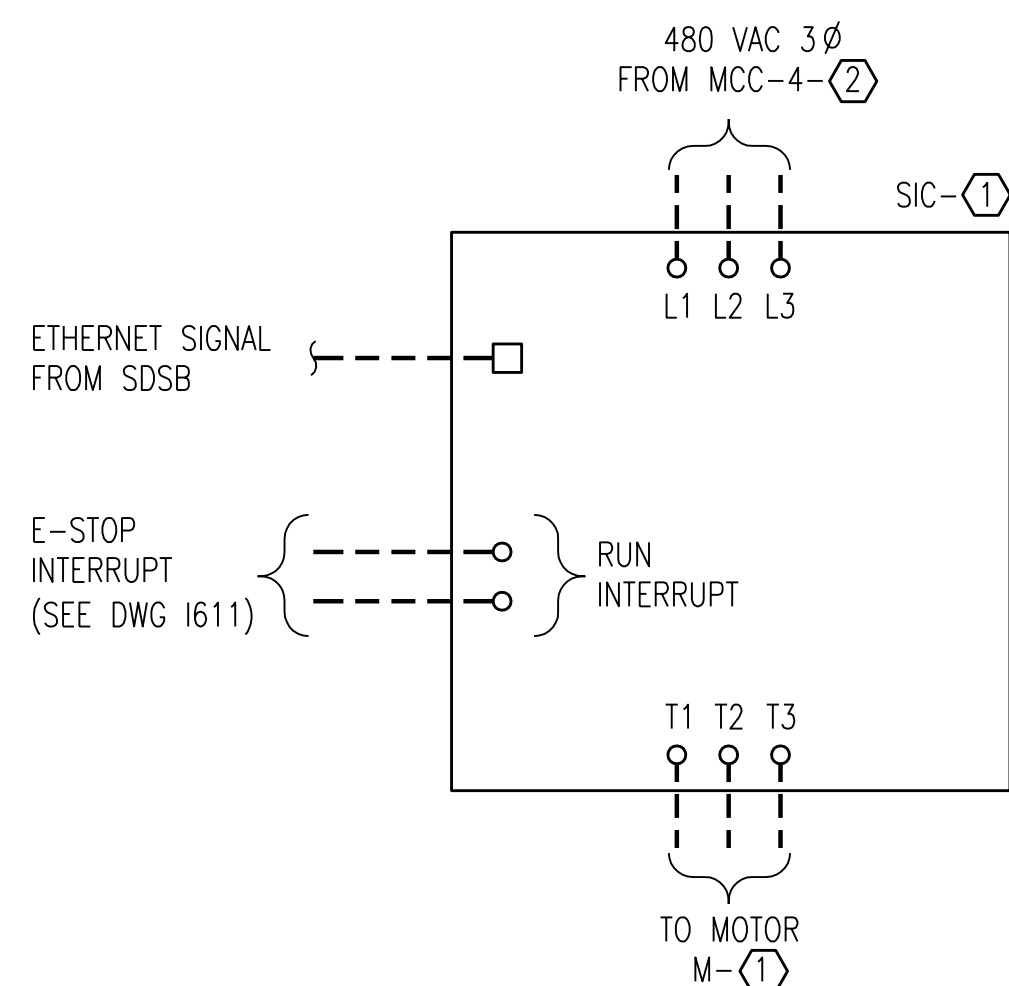 480 VAC 3Ø
FROM MCC-4-2
SIC-1
L1 L2 L3
ETHERNET SIGNAL
FROM SDSB
E-STOP
INTERRUPT
(SEE DWG I611)
RUN
INTERRUPT
T1 T2 T3
TO MOTOR
M-1